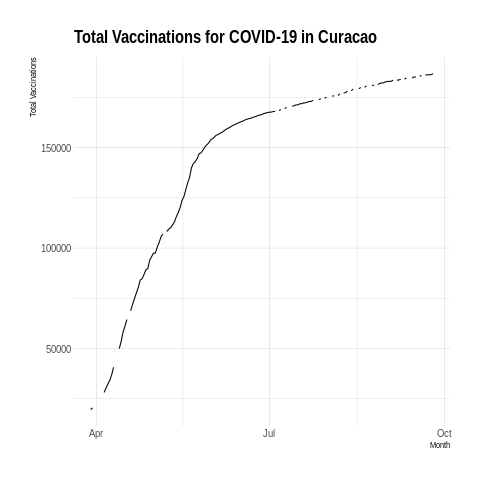 Total Vaccinations for COVID-19 in Curacao
Total Vaccinations
150000
100000
50000
Apr
Jul
Oct
Month